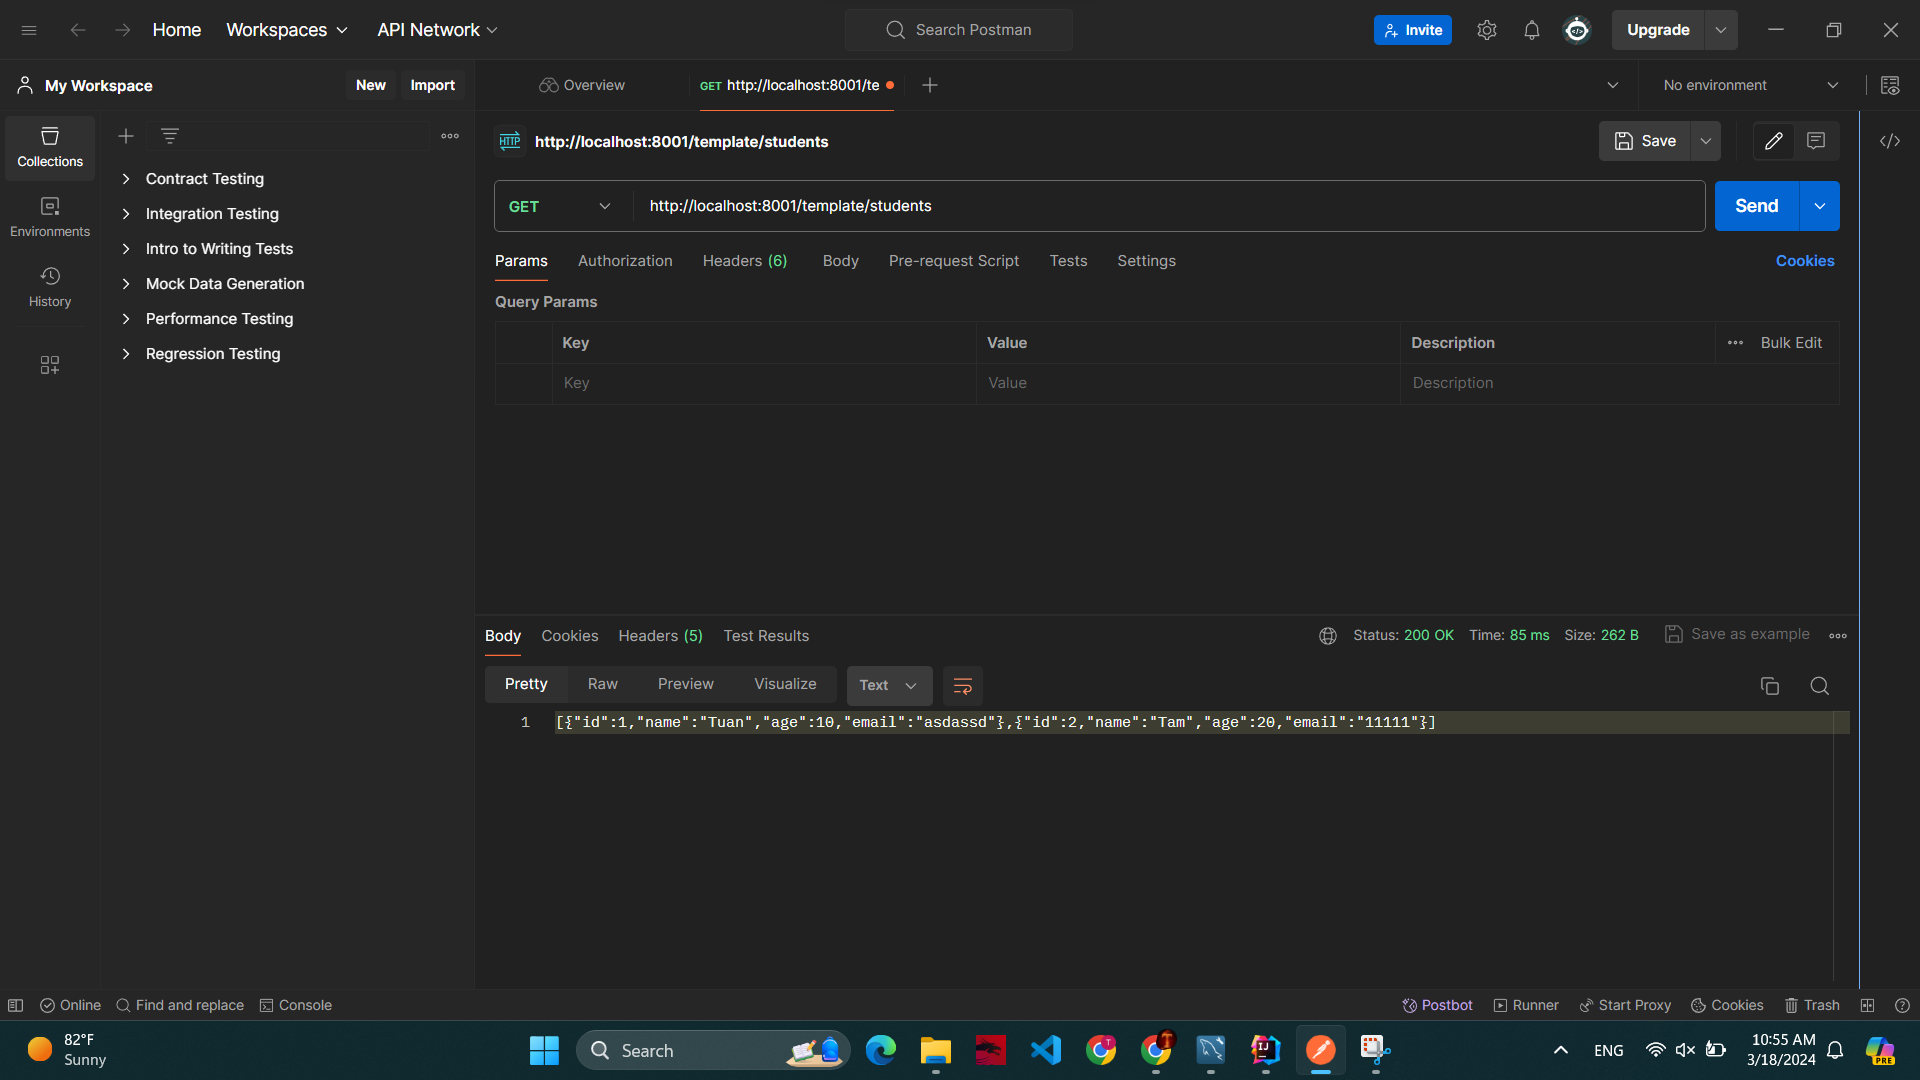 Home Workspaces API Network Search Postman Invite Upgrade
My Workspace New Import Overview GET http://localhost:8001/te No environment
Collections
Environments
History
Contract Testing
Integration Testing
Intro to Writing Tests
Mock Data Generation
Performance Testing
Regression Testing
HTTP http://localhost:8001/template/students Save
GET http://localhost:8001/template/students Send
Params Authorization Headers (6) Body Pre-request Script Tests Settings Cookies
Query Params
Key Value Description Bulk Edit
Key Value Description
Body Cookies Headers (5) Test Results Status: 200 OK Time: 85 ms Size: 262 B Save as example
Pretty Raw Preview Visualize Text
1 [{"id":1,"name":"Tuan","age":10,"email":"asdassd"},{"id":2,"name":"Tam","age":20,"email":"11111"}]
Online Find and replace Console Postbot Runner Start Proxy Cookies Trash
82°F
Sunny
Search
T
IJ
ENG
10:55 AM
3/18/2024
PRE